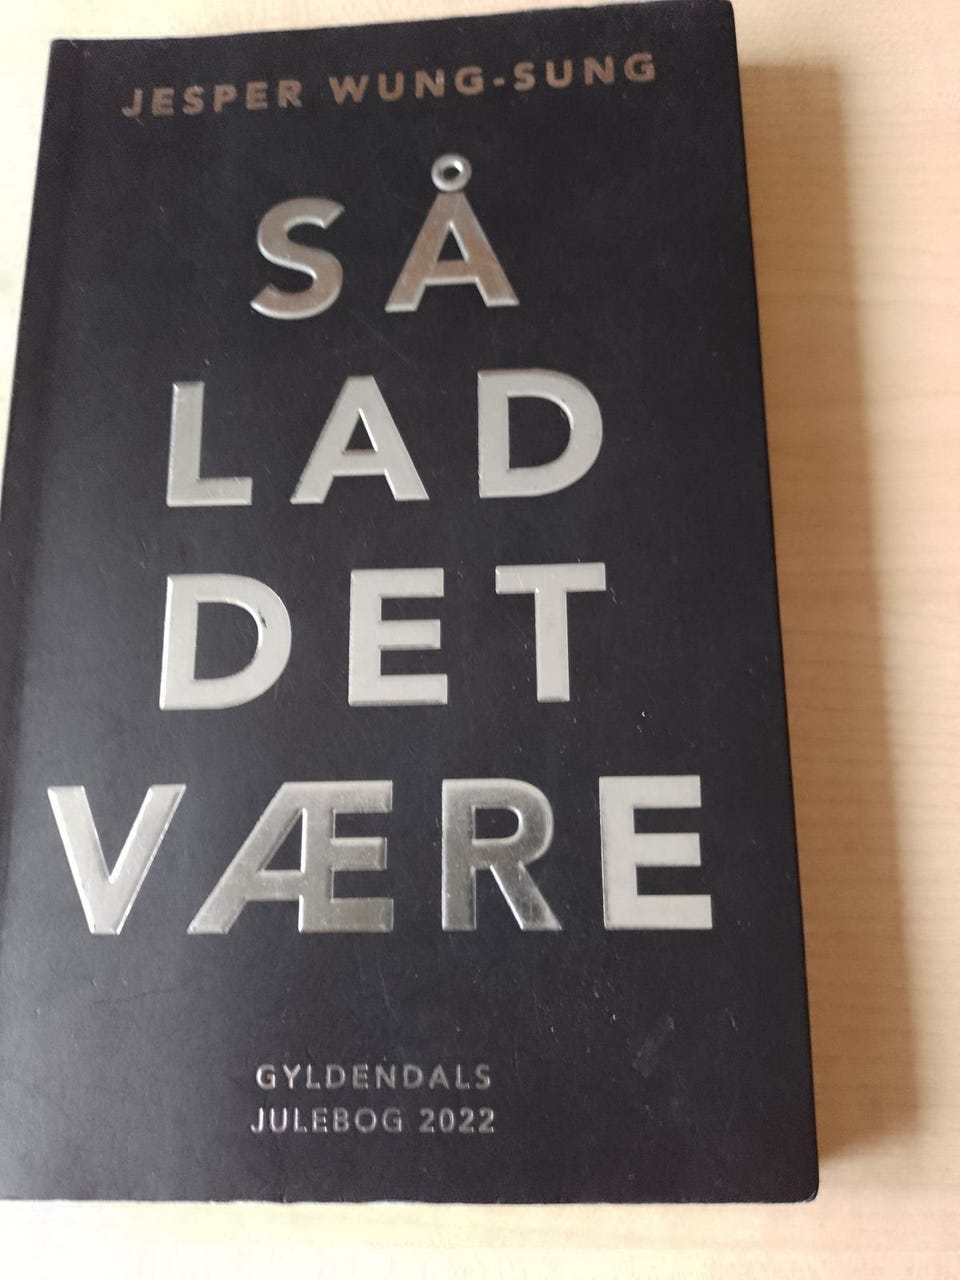 JESPER WUNG-SUNG
SÅ
LAD
DET
VÆRE
GYLDENDALS
JULEBOG 2022